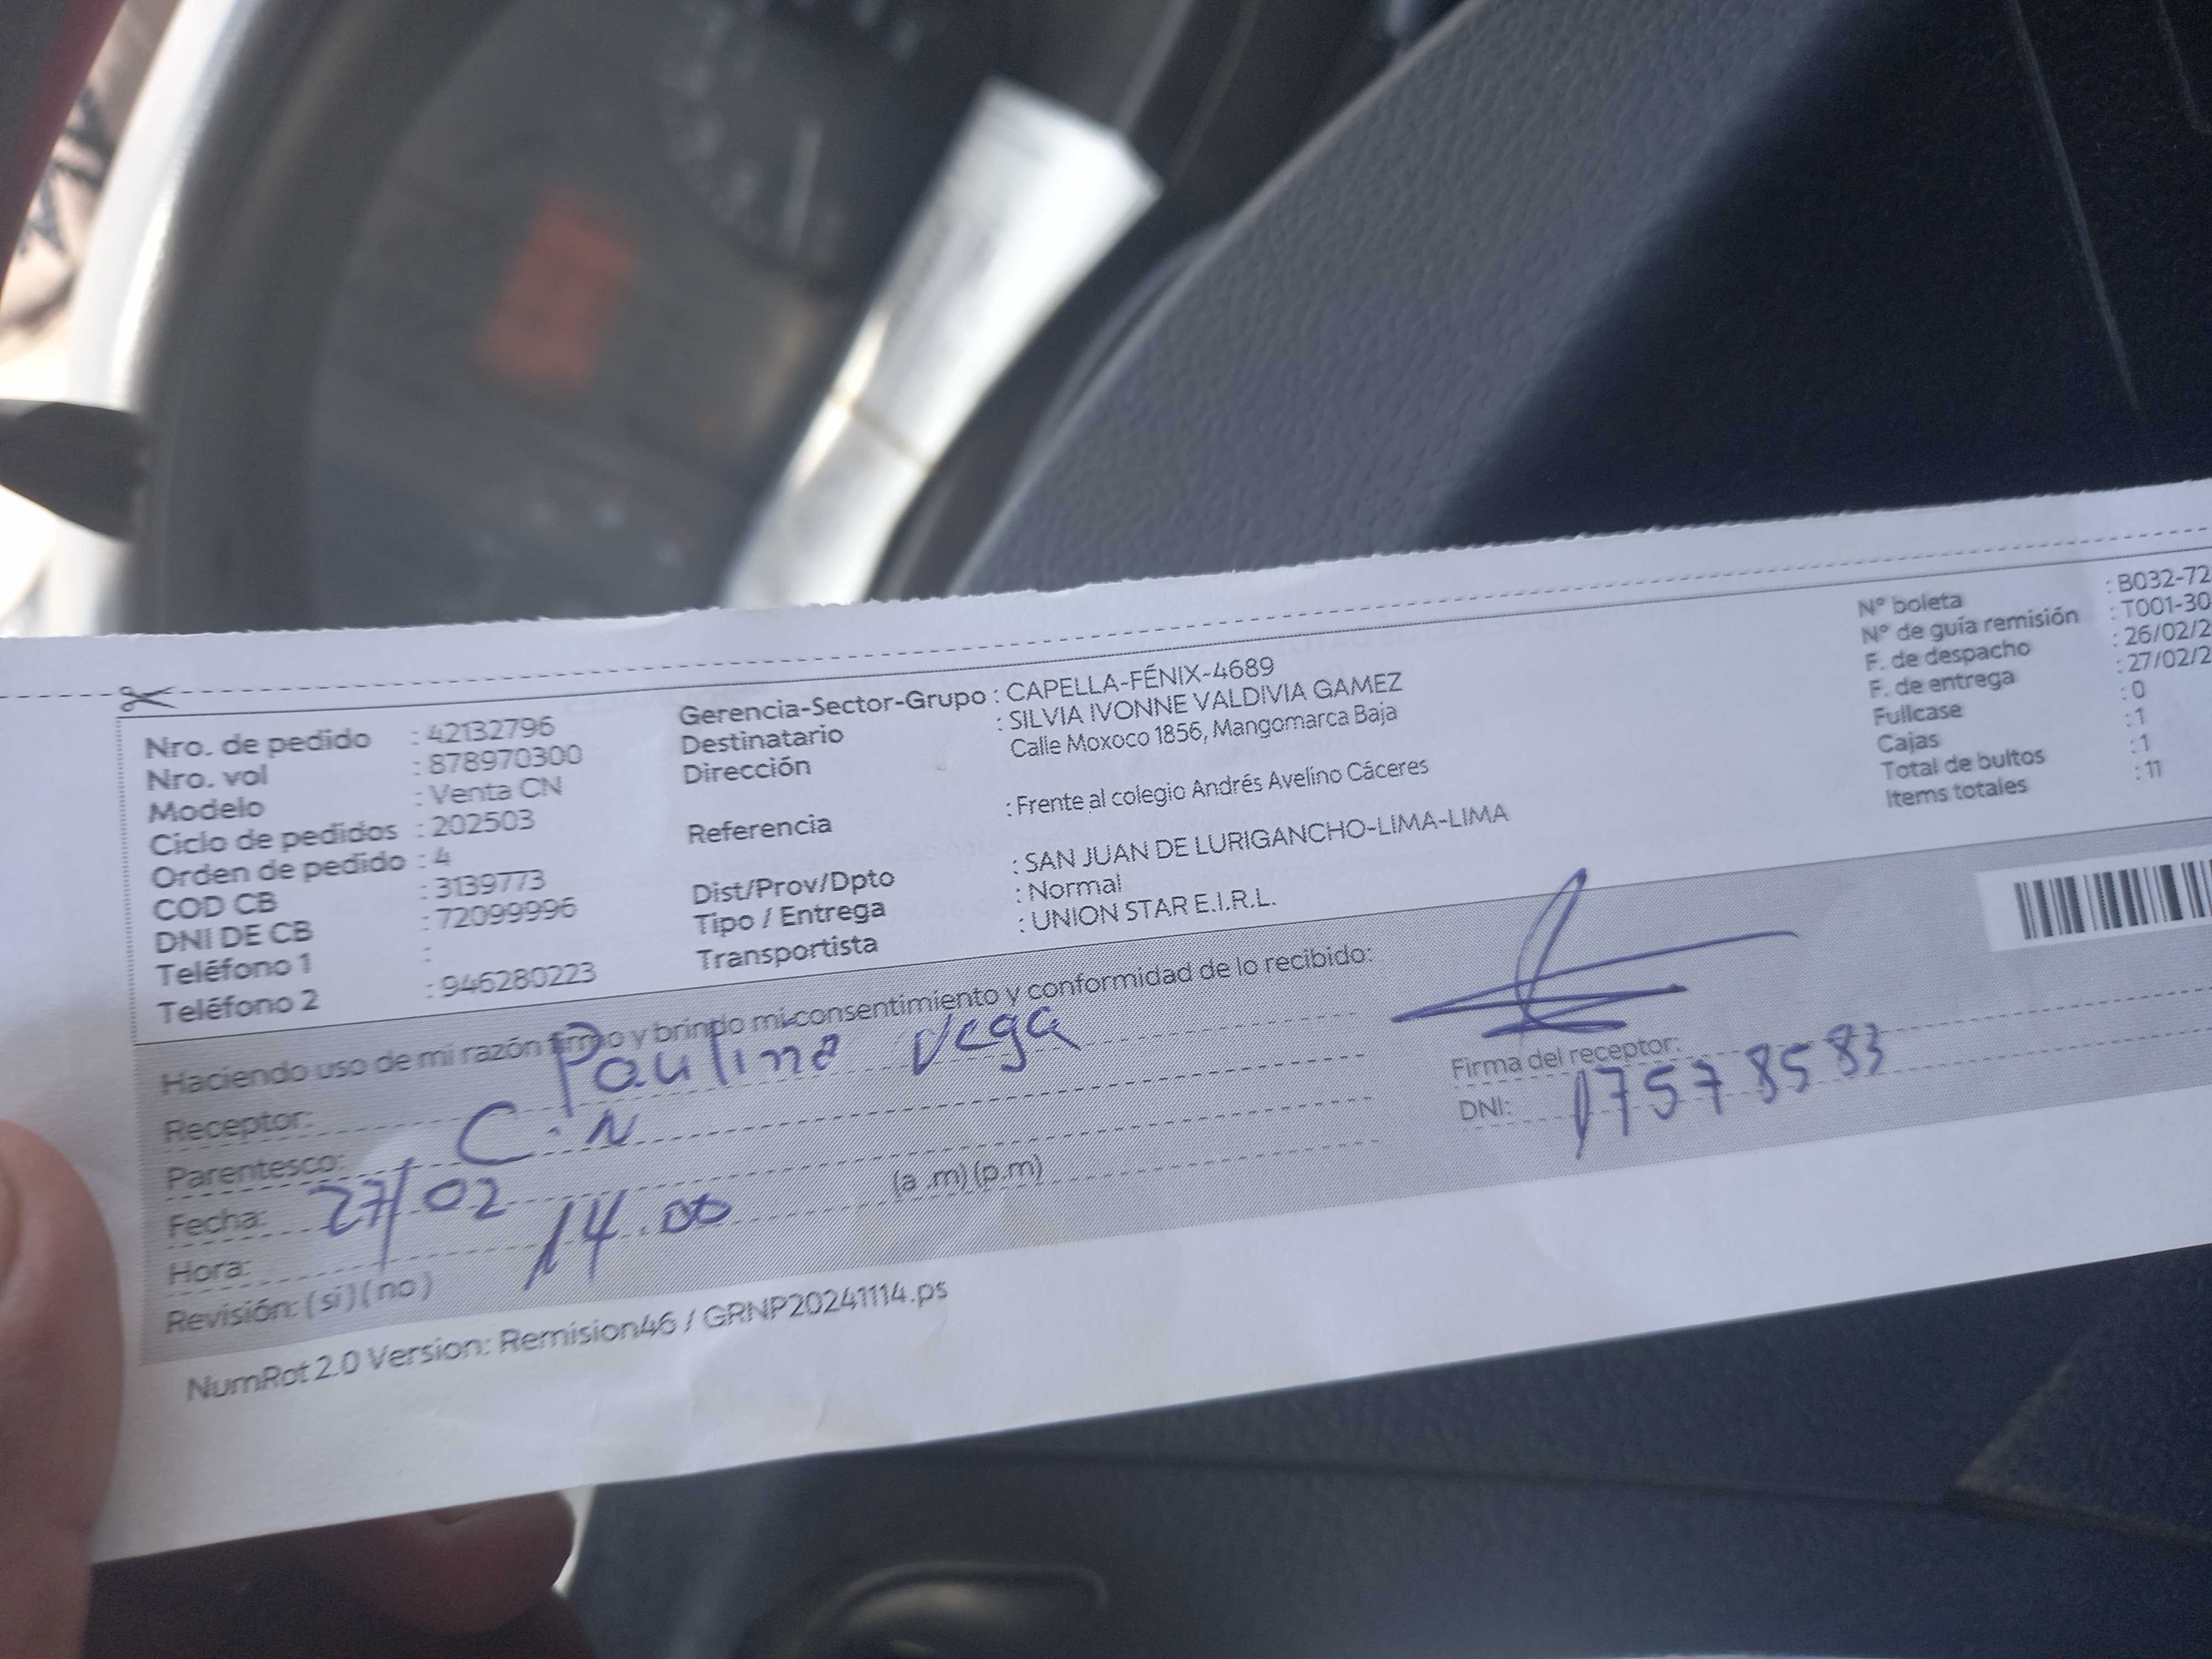 Nro. de pedido : 42132796
Nro. vol : 878970300
Modelo : Venta CN
Ciclo de pedidos : 202503
Orden de pedido : 4
COD CB : 3139773
DNI DE CB : 72099996
Teléfono 1 :
Teléfono 2 : 946280223
Gerencia-Sector-Grupo : CAPELLA-FÉNIX-4689
Destinatario : SILVIA IVONNE VALDIVIA GAMEZ
Dirección Calle Moxoco 1856, Mangomarca Baja
Referencia : Frente al colegio Andrés Avelino Cáceres
Dist/Prov/Dpto : SAN JUAN DE LURIGANCHO-LIMA-LIMA
Tipo / Entrega : Normal
Transportista : UNION STAR E.I.R.L.
N° boleta : B032-72
N° de guía remisión : T001-30
F. de despacho : 26/02/2
F. de entrega : 27/02/2
Fullcase : 0
Cajas : 1
Total de bultos : 1
Items totales : 11
Haciendo uso de mi razón firmo y brindo mi consentimiento y conformidad de lo recibido:
Receptor: Paulina Vega
Parentesco: C.N
Fecha: 27/02
Hora: 14.00 (a .m) (p.m)
Revisión: (si) (no)
Firma del receptor:
DNI: 17578583
NumRot 2.0 Version: Remision46 / GRNP20241114.ps